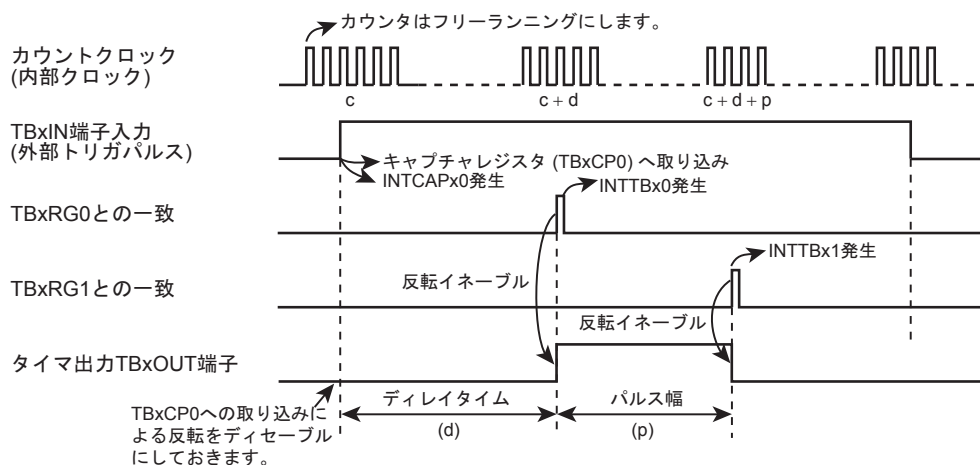 カウンタはフリーランニングにします。
カウントクロック
(内部クロック)
c
c + d
c + d + p
TBxIN端子入力
(外部トリガパルス)
キャプチャレジスタ (TBxCP0) へ取り込み
INTCAPx0発生
INTTBx0発生
TBxRG0との一致
INTTBx1発生
反転イネーブル
TBxRG1との一致
反転イネーブル
タイマ出力TBxOUT端子
TBxCP0への取り込みに
よる反転をディセーブル
にしておきます。
ディレイタイム
(d)
パルス幅
(p)